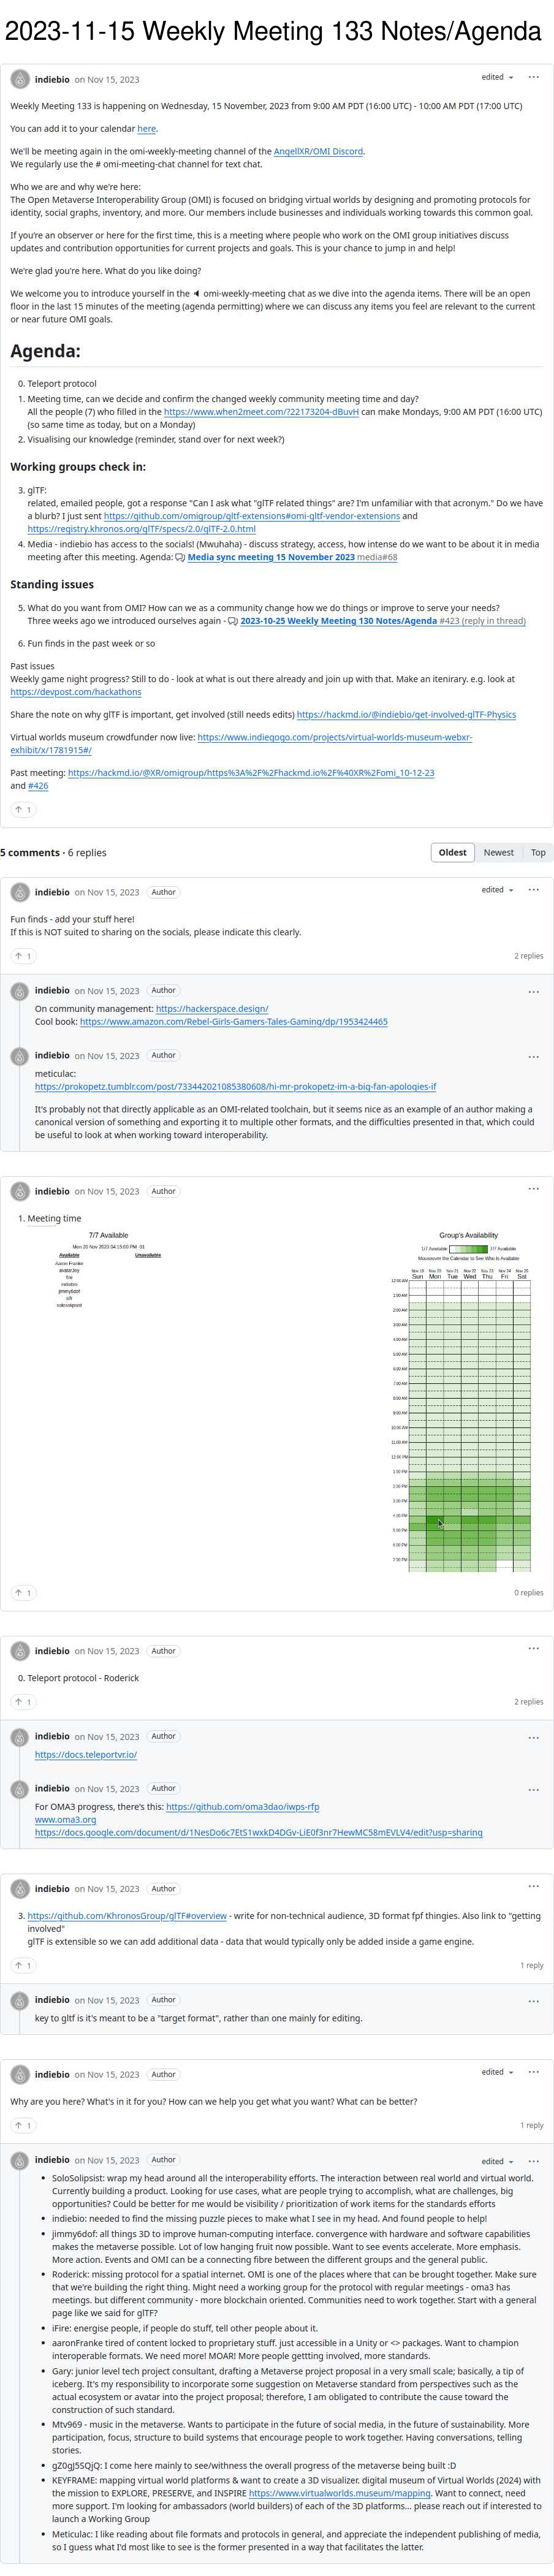 2023-11-15 Weekly Meeting 133 Notes/Agenda
indiebio on Nov 15, 2023
edited
Weekly Meeting 133 is happening on Wednesday, 15 November, 2023 from 9:00 AM PDT (16:00 UTC) - 10:00 AM PDT (17:00 UTC)
You can add it to your calendar here.
We'll be meeting again in the omi-weekly-meeting channel of the AngellXR/OMI Discord.
We regularly use the # omi-meeting-chat channel for text chat.
Who we are and why we're here:
The Open Metaverse Interoperability Group (OMI) is focused on bridging virtual worlds by designing and promoting protocols for
identity, social graphs, inventory, and more. Our members include businesses and individuals working towards this common goal.
If you're an observer or here for the first time, this is a meeting where people who work on the OMI group initiatives discuss
updates and contribution opportunities for current projects and goals. This is your chance to jump in and help!
We're glad you're here. What do you like doing?
We welcome you to introduce yourself in the 🔈 omi-weekly-meeting chat as we dive into the agenda items. There will be an open
floor in the last 15 minutes of the meeting (agenda permitting) where we can discuss any items you feel are relevant to the current
or near future OMI goals.
Agenda:
0. Teleport protocol
1. Meeting time, can we decide and confirm the changed weekly community meeting time and day?
All the people (7) who filled in the https://www.when2meet.com/?22173204-dBuvH can make Mondays, 9:00 AM PDT (16:00 UTC)
(so same time as today, but on a Monday)
2. Visualising our knowledge (reminder, stand over for next week?)
Working groups check in:
3. glTF:
related, emailed people, got a response "Can I ask what "glTF related things" are? I'm unfamiliar with that acronym." Do we have
a blurb? I just sent https://github.com/omigroup/gltf-extensions#omi-gltf-vendor-extensions and
https://registry.khronos.org/glTF/specs/2.0/glTF-2.0.html
4. Media - indiebio has access to the socials! (Mwuhaha) - discuss strategy, access, how intense do we want to be about it in media
meeting after this meeting. Agenda: Media sync meeting 15 November 2023 media#68
Standing issues
5. What do you want from OMI? How can we as a community change how we do things or improve to serve your needs?
Three weeks ago we introduced ourselves again - 2023-10-25 Weekly Meeting 130 Notes/Agenda #423 (reply in thread)
6. Fun finds in the past week or so
Past issues
Weekly game night progress? Still to do - look at what is out there already and join up with that. Make an itenirary. e.g. look at
https://devpost.com/hackathons
Share the note on why glTF is important, get involved (still needs edits) https://hackmd.io/@indiebio/get-involved-glTF-Physics
Virtual worlds museum crowdfunder now live: https://www.indiegogo.com/projects/virtual-worlds-museum-webxr-
exhibit/x/1781915#/
Past meeting: https://hackmd.io/@XR/omigroup/https%3A%2F%2Fhackmd.io%2F%40XR%2Fomi_10-12-23
and #426
1
5 comments · 6 replies
Oldest Newest Top
indiebio on Nov 15, 2023 Author
edited
Fun finds - add your stuff here!
If this is NOT suited to sharing on the socials, please indicate this clearly.
1
2 replies
indiebio on Nov 15, 2023 Author
On community management: https://hackerspace.design/
Cool book: https://www.amazon.com/Rebel-Girls-Gamers-Tales-Gaming/dp/1953424465
indiebio on Nov 15, 2023 Author
meticulac:
https://prokopetz.tumblr.com/post/733442021085380608/hi-mr-prokopetz-im-a-big-fan-apologies-if
It's probably not that directly applicable as an OMI-related toolchain, but it seems nice as an example of an author making a
canonical version of something and exporting it to multiple other formats, and the difficulties presented in that, which could
be useful to look at when working toward interoperability.
indiebio on Nov 15, 2023 Author
1. Meeting time
7/7 Available
Mon 20 Nov 2023 04:15:00 PM -01
Available Unavailable
Aaron Franke
indiebio
jimmy6dof
Group's Availability
1/7 Available 7/7 Available
Mouseover the Calendar to See Who Is Available
Nov 19 Nov 20 Nov 21 Nov 22 Nov 23 Nov 24 Nov 25
Sun Mon Tue Wed Thu Fri Sat
12:00 AM
1:00 AM
2:00 AM
3:00 AM
4:00 AM
5:00 AM
6:00 AM
7:00 AM
8:00 AM
9:00 AM
10:00 AM
11:00 AM
12:00 PM
1:00 PM
2:00 PM
3:00 PM
4:00 PM
5:00 PM
6:00 PM
7:00 PM
1
0 replies
indiebio on Nov 15, 2023 Author
0. Teleport protocol - Roderick
1
2 replies
indiebio on Nov 15, 2023 Author
https://docs.teleportvr.io/
indiebio on Nov 15, 2023 Author
For OMA3 progress, there's this: https://github.com/oma3dao/iwps-rfp
www.oma3.org
https://docs.google.com/document/d/1NesDo6c7EtS1wxkD4DGv-LiE0f3nr7HewMC58mEVLV4/edit?usp=sharing
indiebio on Nov 15, 2023 Author
3. https://github.com/KhronosGroup/glTF#overview - write for non-technical audience, 3D format fpf thingies. Also link to "getting
involved"
glTF is extensible so we can add additional data - data that would typically only be added inside a game engine.
1
1 reply
indiebio on Nov 15, 2023 Author
key to gltf is it's meant to be a "target format", rather than one mainly for editing.
indiebio on Nov 15, 2023 Author
edited
Why are you here? What's in it for you? How can we help you get what you want? What can be better?
1
1 reply
indiebio on Nov 15, 2023 Author
edited
• SoloSolipsist: wrap my head around all the interoperability efforts. The interaction between real world and virtual world.
Currently building a product. Looking for use cases, what are people trying to accomplish, what are challenges, big
opportunities? Could be better for me would be visibility / prioritization of work items for the standards efforts
• indiebio: needed to find the missing puzzle pieces to make what I see in my head. And found people to help!
• jimmy6dof: all things 3D to improve human-computing interface. convergence with hardware and software capabilities
makes the metaverse possible. Lot of low hanging fruit now possible. Want to see events accelerate. More emphasis.
More action. Events and OMI can be a connecting fibre between the different groups and the general public.
• Roderick: missing protocol for a spatial internet. OMI is one of the places where that can be brought together. Make sure
that we're building the right thing. Might need a working group for the protocol with regular meetings - oma3 has
meetings. but different community - more blockchain oriented. Communities need to work together. Start with a general
page like we said for glTF?
• iFire: energise people, if people do stuff, tell other people about it.
• aaronFranke tired of content locked to proprietary stuff. just accessible in a Unity or <> packages. Want to champion
interoperable formats. We need more! MOAR! More people gettting involved, more standards.
• Gary: junior level tech project consultant, drafting a Metaverse project proposal in a very small scale; basically, a tip of
iceberg. It's my responsibility to incorporate some suggestion on Metaverse standard from perspectives such as the
actual ecosystem or avatar into the project proposal; therefore, I am obligated to contribute the cause toward the
construction of such standard.
• Mtv969 - music in the metaverse. Wants to participate in the future of social media, in the future of sustainability. More
participation, focus, structure to build systems that encourage people to work together. Having conversations, telling
stories.
• gZ0gJ5SQjQ: I come here mainly to see/withness the overall progress of the metaverse being built :D
• KEYFRAME: mapping virtual world platforms & want to create a 3D visualizer. digital museum of Virtual Worlds (2024) with
the mission to EXPLORE, PRESERVE, and INSPIRE https://www.virtualworlds.museum/mapping. Want to connect, need
more support. I'm looking for ambassadors (world builders) of each of the 3D platforms... please reach out if interested to
launch a Working Group
• Meticulac: I like reading about file formats and protocols in general, and appreciate the independent publishing of media,
so I guess what I'd most like to see is the former presented in a way that facilitates the latter.